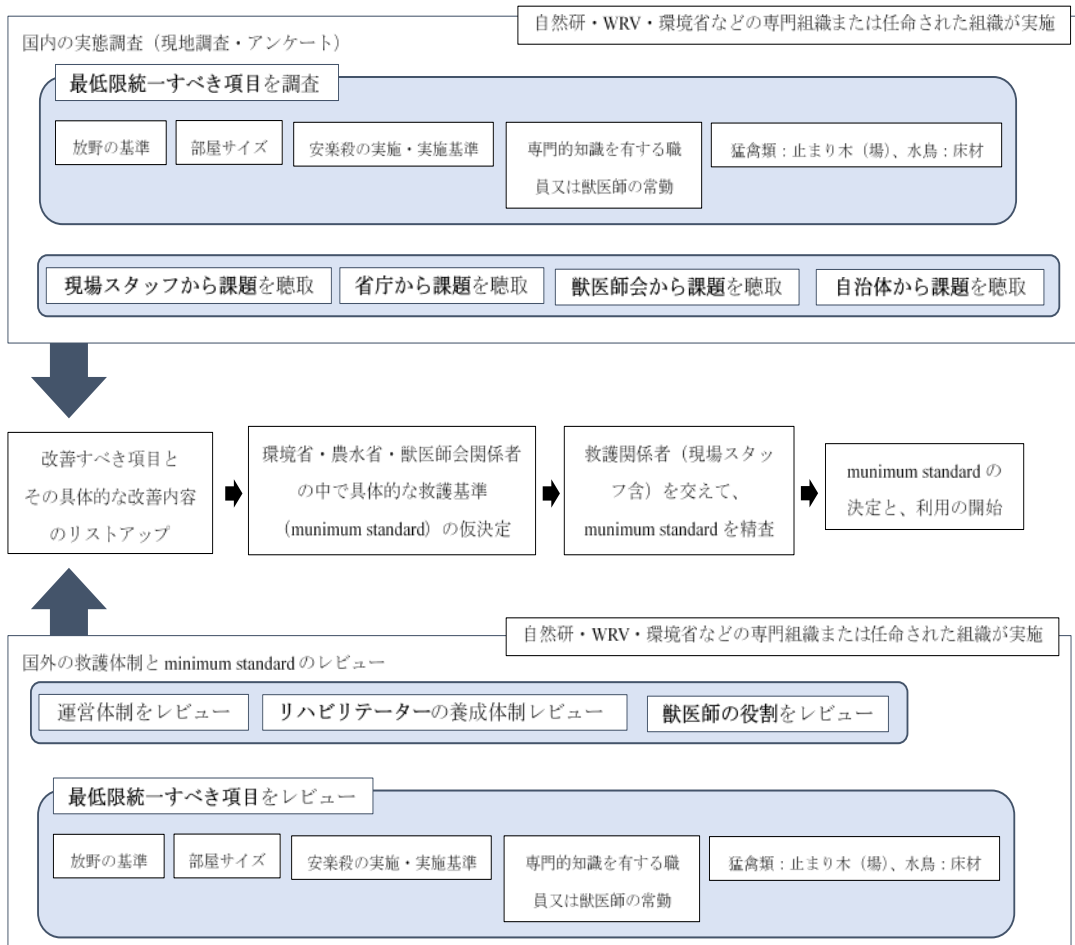 自然研・WRV・環境省などの専門組織または任命された組織が実施
国内の実態調査（現地調査・アンケート）
最低限統一すべき項目を調査
放野の基準
部屋サイズ
安楽殺の実施・実施基準
専門的知識を有する職
員又は獣医師の常勤
猛禽類：止まり木（場）、水鳥：床材
現場スタッフから課題を聴取
省庁から課題を聴取
獣医師会から課題を聴取
自治体から課題を聴取
改善すべき項目と
その具体的な改善内容
のリストアップ
環境省・農水省・獣医師会関係者
の中で具体的な救護基準
（munimum standard）の仮決定
救護関係者（現場スタッ
フ含）を交えて、
munimum standard を精査
munimum standard の
決定と、利用の開始
自然研・WRV・環境省などの専門組織または任命された組織が実施
国外の救護体制と minimum standard のレビュー
運営体制をレビュー
リハビリテーターの養成体制レビュー
獣医師の役割をレビュー
最低限統一すべき項目をレビュー
放野の基準
部屋サイズ
安楽殺の実施・実施基準
専門的知識を有する職
員又は獣医師の常勤
猛禽類：止まり木（場）、水鳥：床材